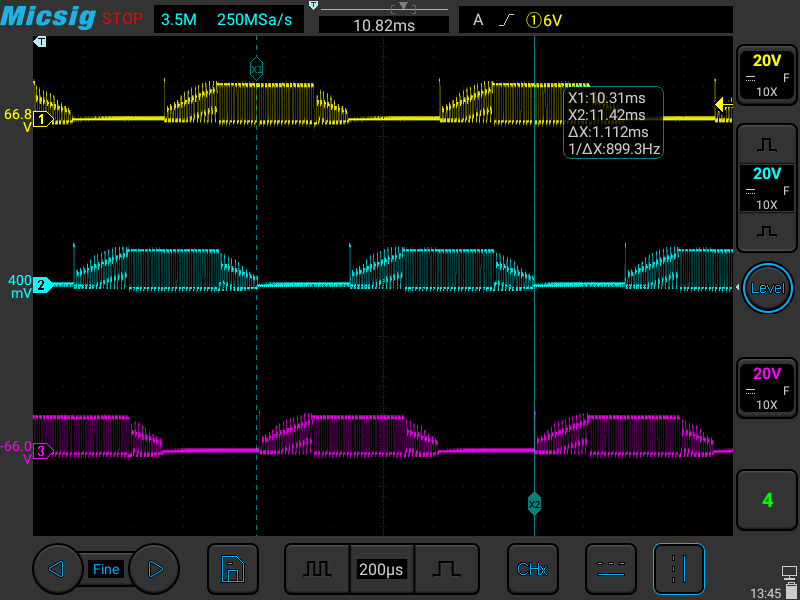 Micsig STOP 3.5M 250MSa/s T 10.82ms A ①6V
T
X1
20V
F
10X
X1:10.31ms
X2:11.42ms
ΔX:1.112ms
1/ΔX:899.3Hz
66.8
V
1
20V
F
10X
400
mV
2
Level
20V
F
10X
-66.0
V
3
X2
4
Fine
200µs
CHx
13:45